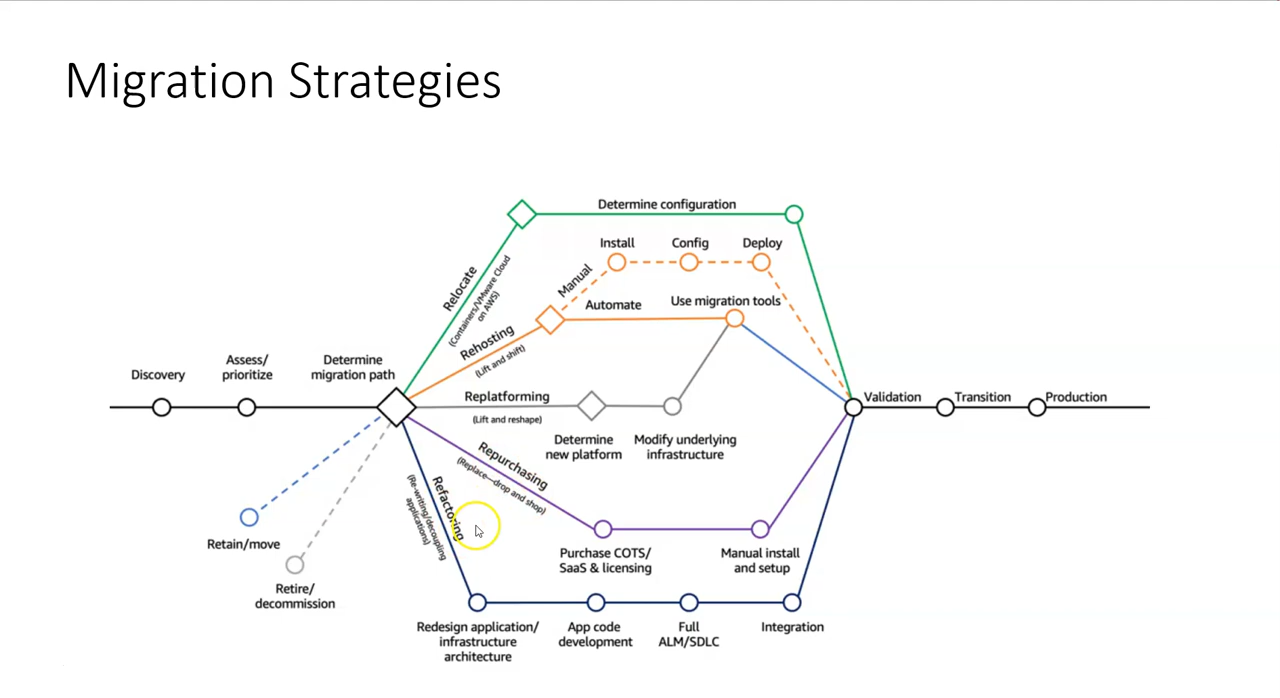 Migration Strategies
Determine configuration
Relocate
(Containers/VMware Cloud
on AWS)
Install
Config
Deploy
Manual
Automate
Use migration tools
Rehosting
(Lift and shift)
Discovery
Assess/
prioritize
Determine
migration path
Replatforming
(Lift and reshape)
Determine
new platform
Modify underlying
infrastructure
Validation
Transition
Production
Repurchasing
(Replace—drop and shop)
Purchase COTS/
SaaS & licensing
Manual install
and setup
Refactoring
(Re-writing/decoupling
applications)
Retain/move
Retire/
decommission
Redesign application/
infrastructure
architecture
App code
development
Full
ALM/SDLC
Integration